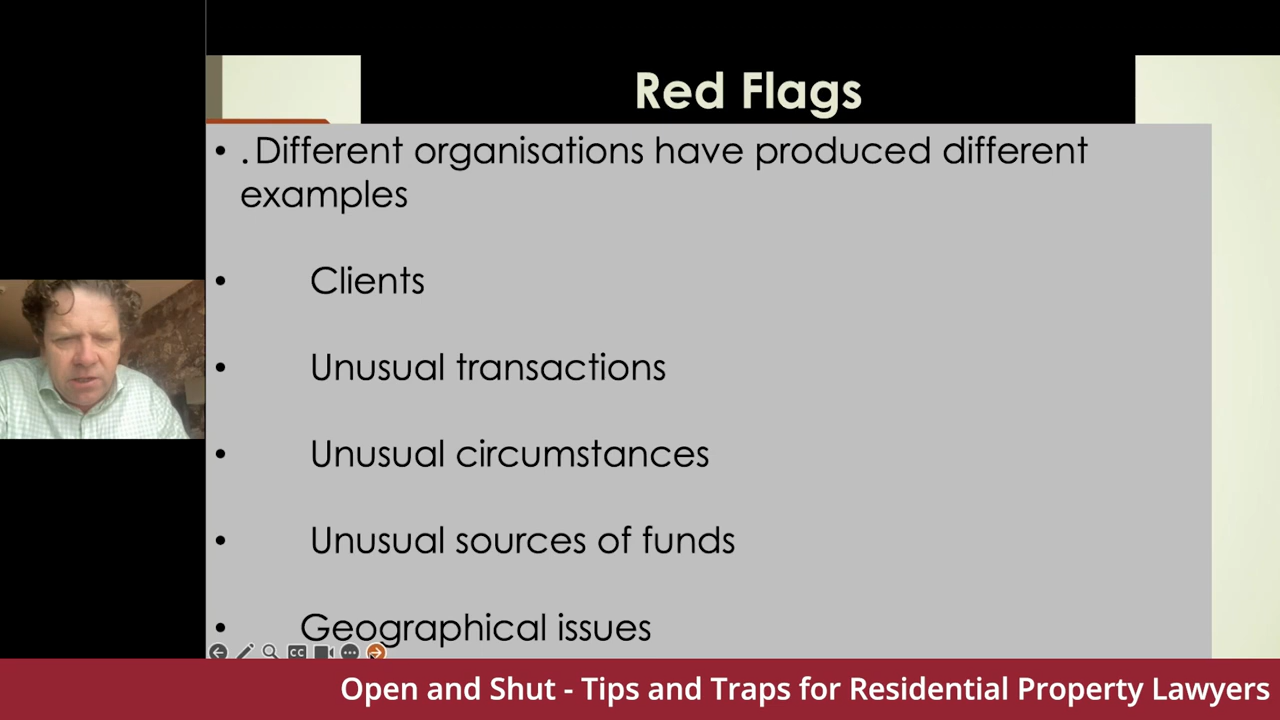 Red Flags
• . Different organisations have produced different
examples
• Clients
• Unusual transactions
• Unusual circumstances
• Unusual sources of funds
• Geographical issues
CC
Open and Shut - Tips and Traps for Residential Property Lawyers